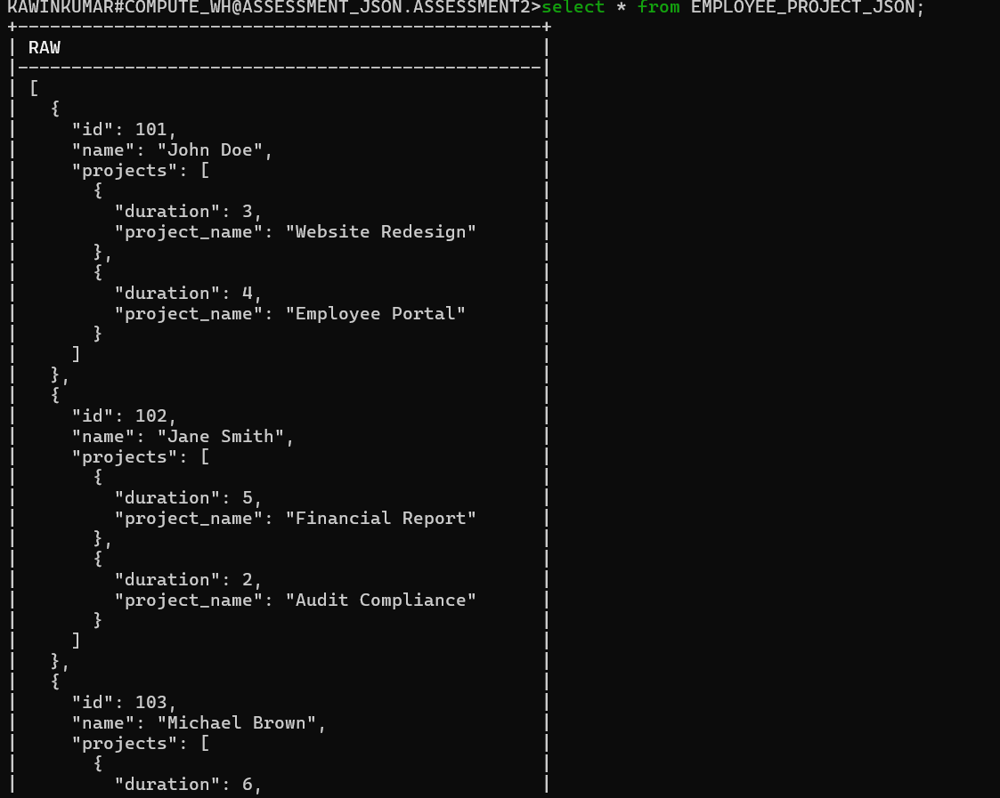 KAWINKUMAR#COMPUTE_WH@ASSESSMENT_JSON.ASSESSMENT2>select * from EMPLOYEE_PROJECT_JSON;
+-------------------------------------------------+
| RAW                                             |
|-------------------------------------------------|
| [                                               |
|   {                                             |
|     "id": 101,                                  |
|     "name": "John Doe",                         |
|     "projects": [                               |
|       {                                         |
|         "duration": 3,                          |
|         "project_name": "Website Redesign"      |
|       },                                        |
|       {                                         |
|         "duration": 4,                          |
|         "project_name": "Employee Portal"       |
|       }                                         |
|     ]                                           |
|   },                                            |
|   {                                             |
|     "id": 102,                                  |
|     "name": "Jane Smith",                       |
|     "projects": [                               |
|       {                                         |
|         "duration": 5,                          |
|         "project_name": "Financial Report"      |
|       },                                        |
|       {                                         |
|         "duration": 2,                          |
|         "project_name": "Audit Compliance"      |
|       }                                         |
|     ]                                           |
|   },                                            |
|   {                                             |
|     "id": 103,                                  |
|     "name": "Michael Brown",                    |
|     "projects": [                               |
|       {                                         |
|         "duration": 6,                          |